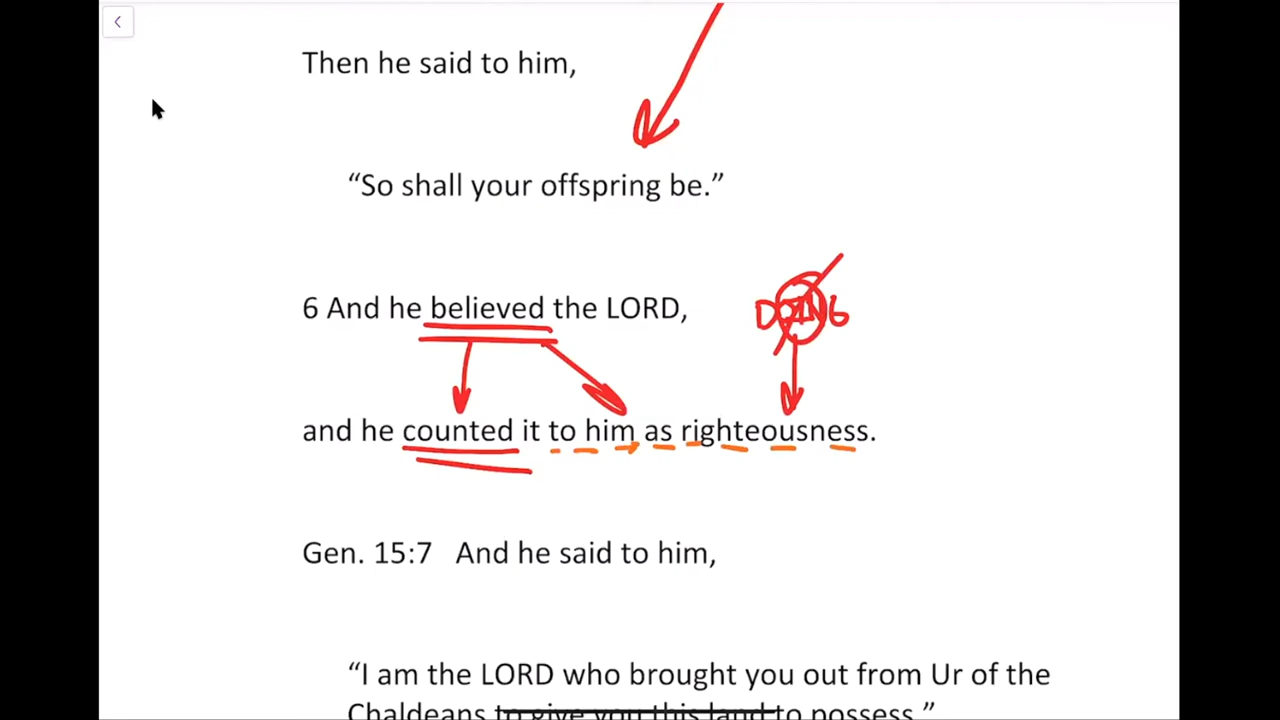 Then he said to him,
“So shall your offspring be.”
6 And he believed the LORD,
DOING
and he counted it to him as righteousness.
Gen. 15:7 And he said to him,
“I am the LORD who brought you out from Ur of the
Chaldeans to give you this land to possess.”